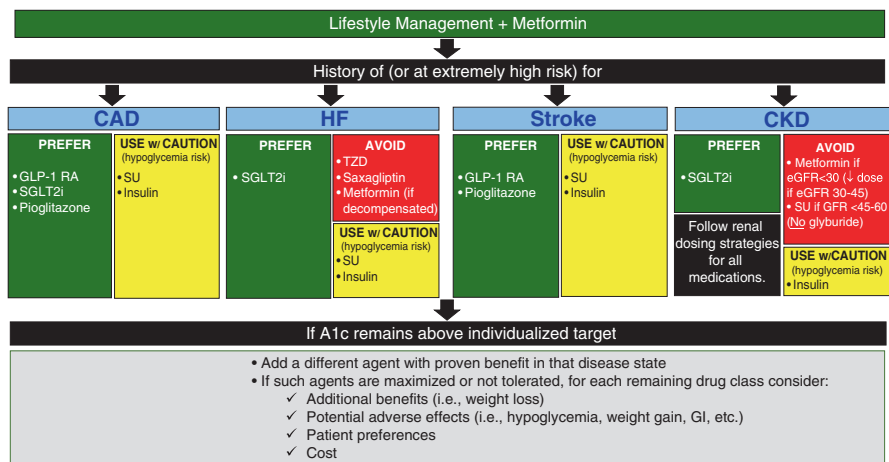 Lifestyle Management + Metformin
History of (or at extremely high risk) for
CAD
PREFER
• GLP-1 RA
• SGLT2i
• Pioglitazone
USE w/ CAUTION
(hypoglycemia risk)
• SU
• Insulin
HF
PREFER
• SGLT2i
AVOID
• TZD
• Saxagliptin
• Metformin (if
decompensated)
USE w/ CAUTION
(hypoglycemia risk)
• SU
• Insulin
Stroke
PREFER
• GLP-1 RA
• Pioglitazone
USE w/ CAUTION
(hypoglycemia risk)
• SU
• Insulin
CKD
PREFER
• SGLT2i
Follow renal
dosing strategies
for all
medications.
AVOID
• Metformin if
eGFR<30 (↓ dose
if eGFR 30-45)
• SU if GFR <45-60
(No glyburide)
USE w/CAUTION
(hypoglycemia risk)
• Insulin
If A1c remains above individualized target
• Add a different agent with proven benefit in that disease state
• If such agents are maximized or not tolerated, for each remaining drug class consider:
✓ Additional benefits (i.e., weight loss)
✓ Potential adverse effects (i.e., hypoglycemia, weight gain, GI, etc.)
✓ Patient preferences
✓ Cost